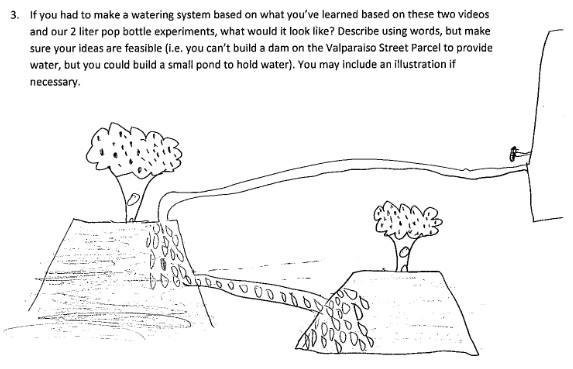 3. If you had to make a watering system based on what you've learned based on these two videos
and our 2 liter pop bottle experiments, what would it look like? Describe using words, but make
sure your ideas are feasible (i.e. you can't build a dam on the Valparaiso Street Parcel to provide
water, but you could build a small pond to hold water). You may include an illustration if
necessary.